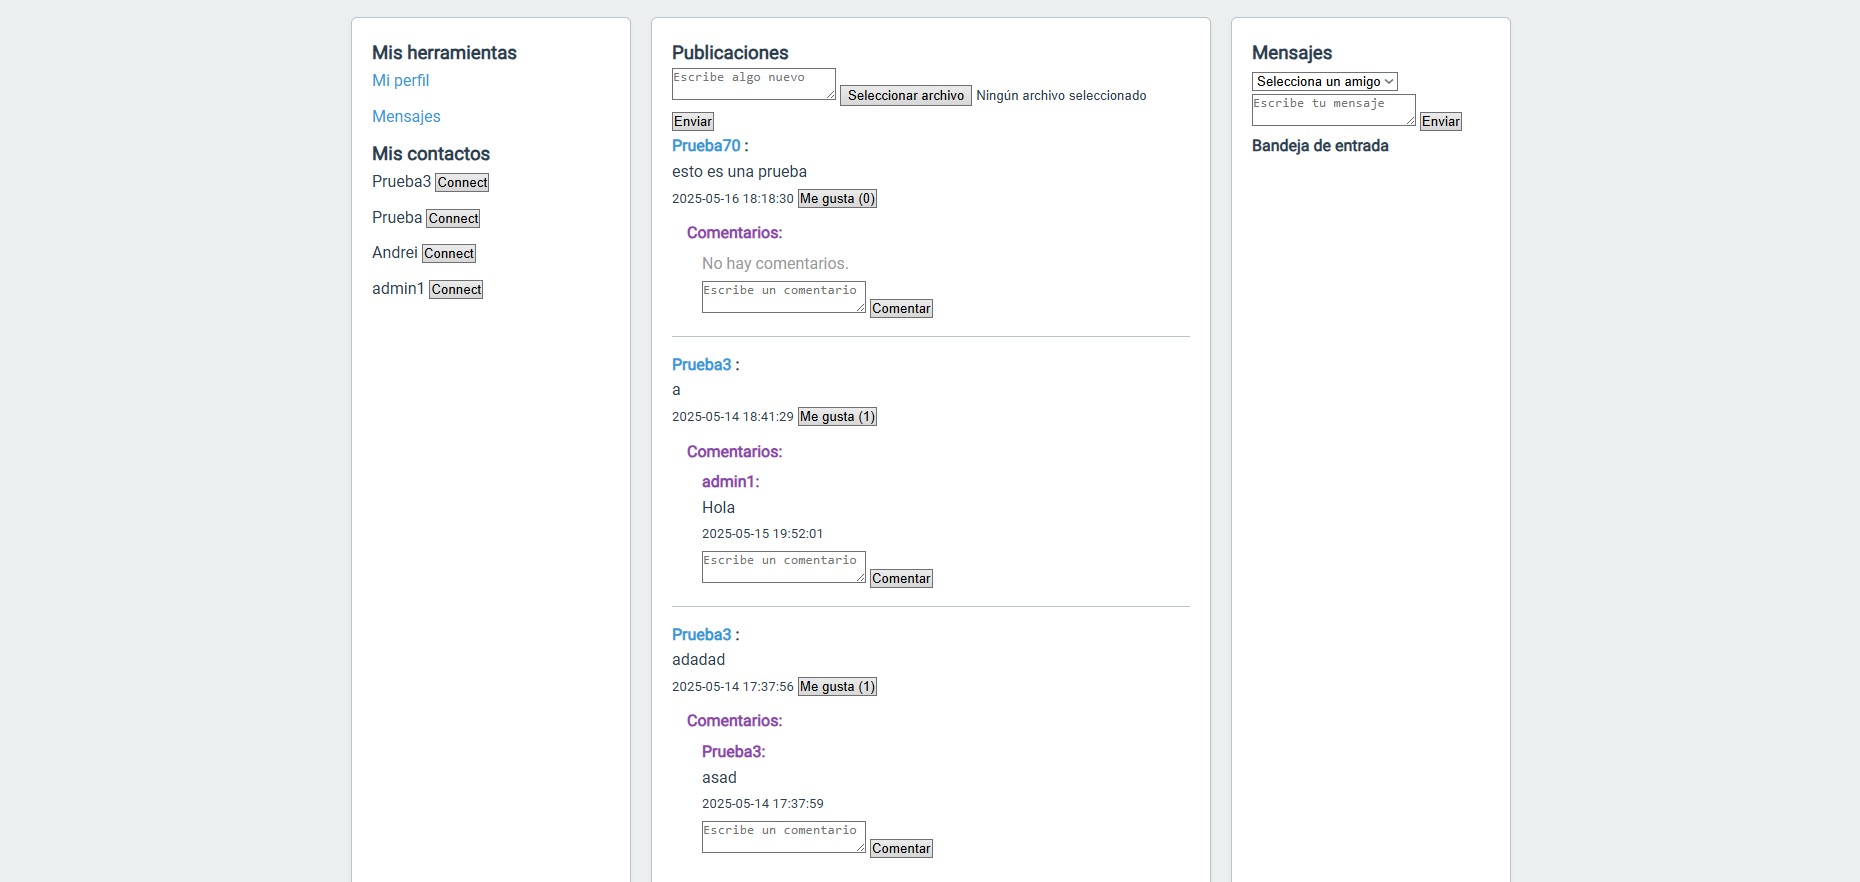 Mis herramientas
Mi perfil
Mensajes
Mis contactos
Prueba3 Connect
Prueba Connect
Andrei Connect
admin1 Connect
Publicaciones
Escribe algo nuevo Seleccionar archivo Ningún archivo seleccionado
Enviar
Prueba70 :
esto es una prueba
2025-05-16 18:18:30 Me gusta (0)
Comentarios:
No hay comentarios.
Escribe un comentario Comentar
Prueba3 :
a
2025-05-14 18:41:29 Me gusta (1)
Comentarios:
admin1:
Hola
2025-05-15 19:52:01
Escribe un comentario Comentar
Prueba3 :
adadad
2025-05-14 17:37:56 Me gusta (1)
Comentarios:
Prueba3:
asad
2025-05-14 17:37:59
Escribe un comentario Comentar
Mensajes
Selecciona un amigo
Escribe tu mensaje Enviar
Bandeja de entrada